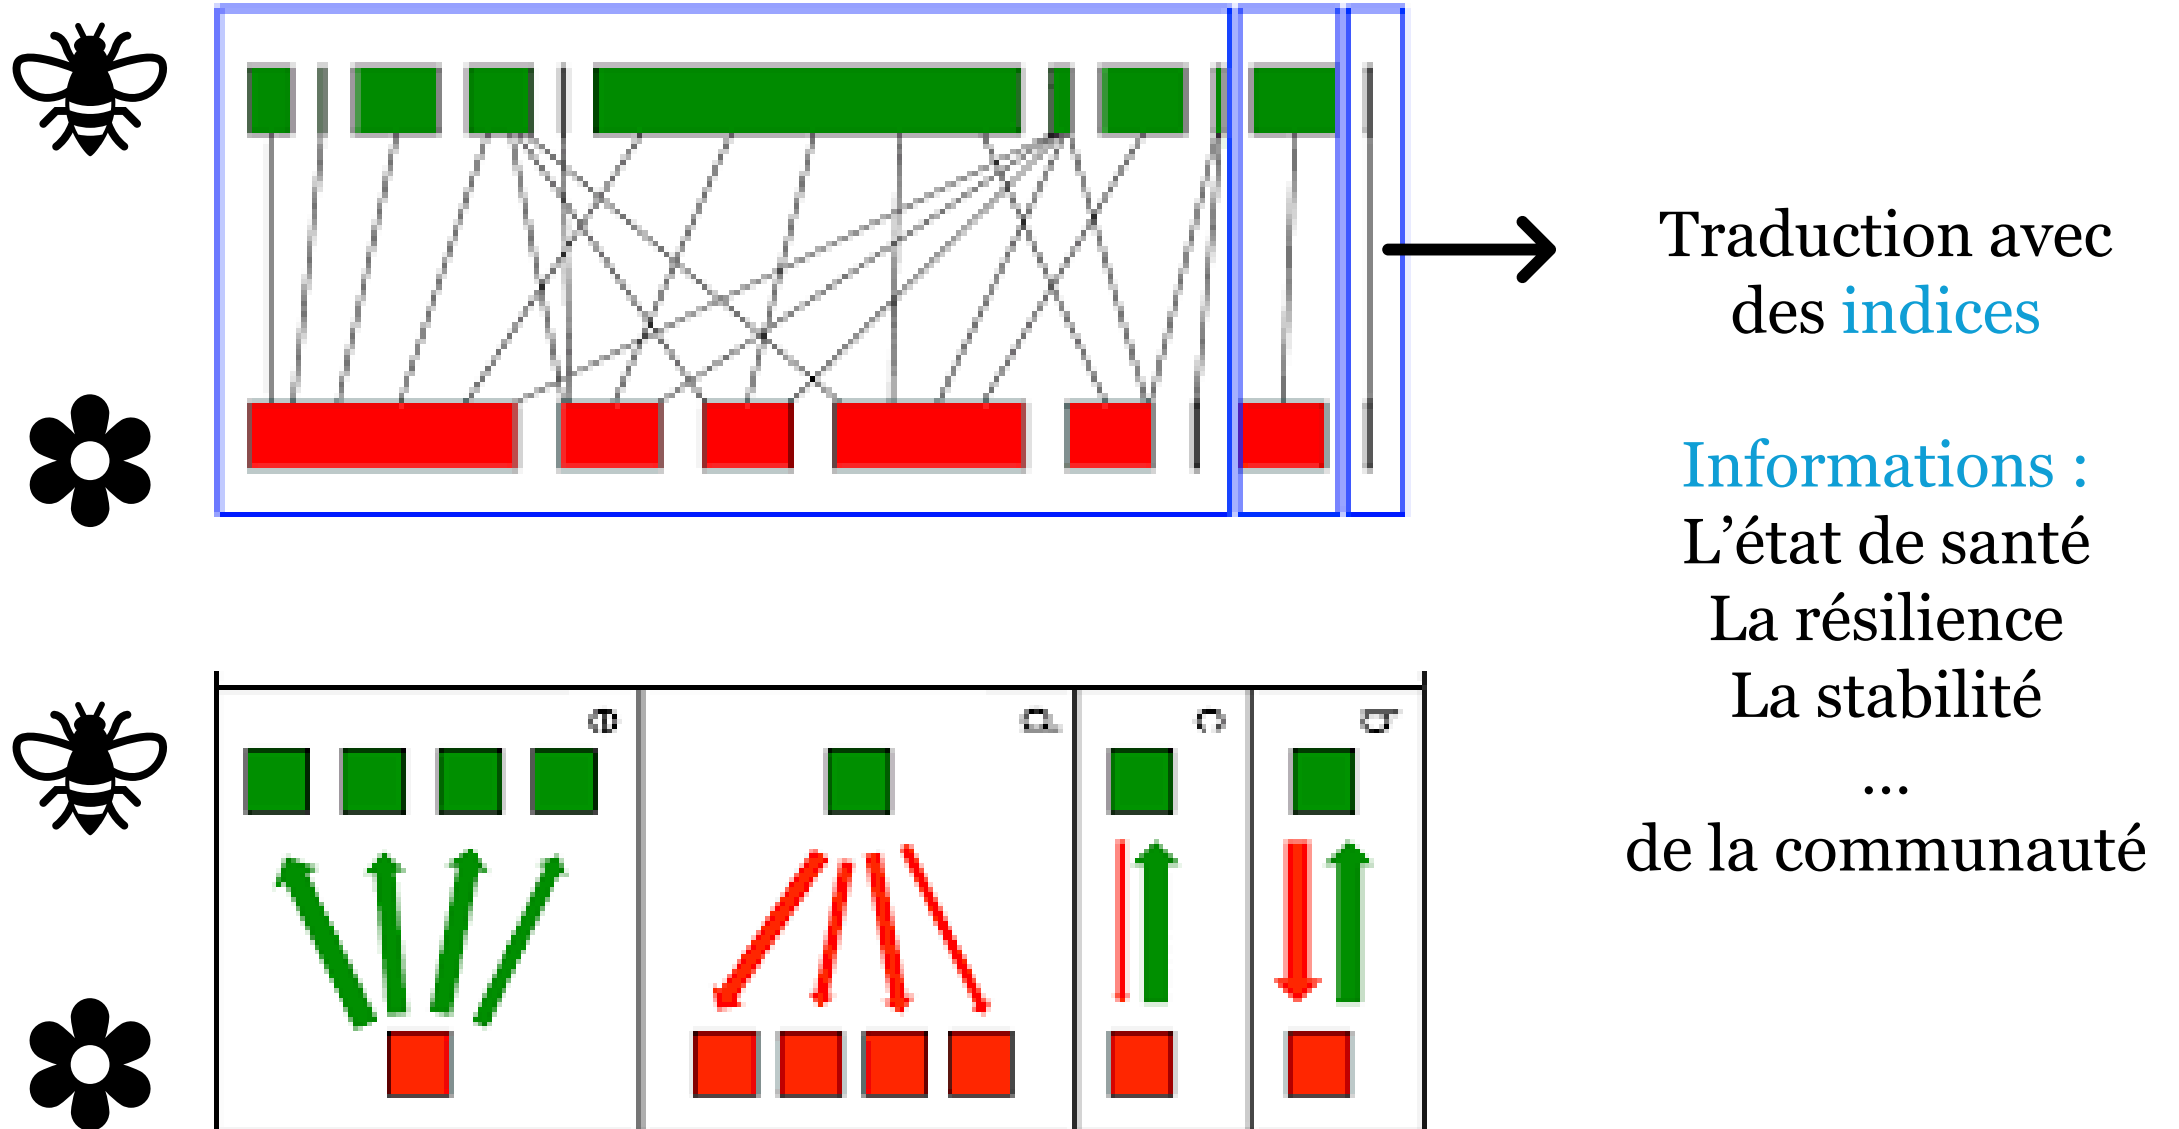 Traduction avec
des indices
Informations :
L'état de santé
La résilience
La stabilité
...
de la communauté
e
d
c
b